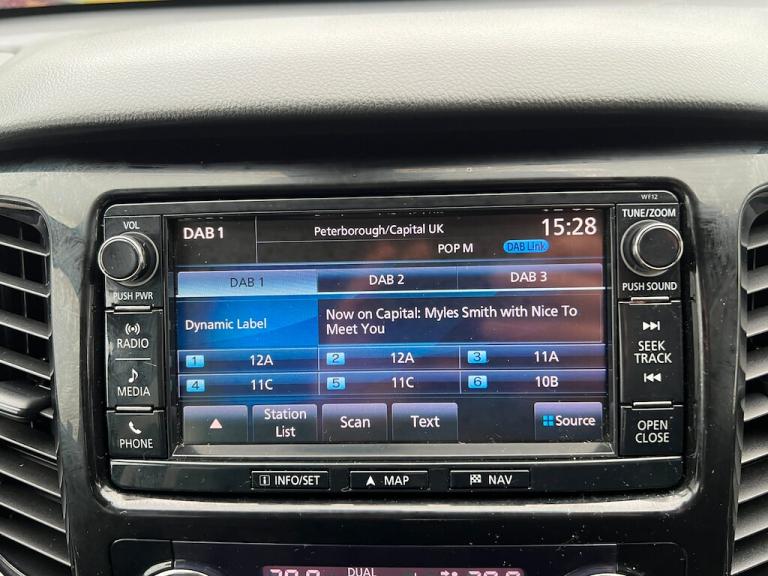 WF12
VOL
TUNE/ZOOM
DAB 1
Peterborough/Capital UK
15:28
POP M
DAB Link
PUSH PWR
PUSH SOUND
DAB 1
DAB 2
DAB 3
RADIO
Dynamic Label
Now on Capital: Myles Smith with Nice To
Meet You
SEEK
TRACK
1 12A
2 12A
3 11A
MEDIA
4 11C
5 11C
6 10B
PHONE
Station
List
Scan
Text
Source
OPEN
CLOSE
i INFO/SET
MAP
NAV
DUAL